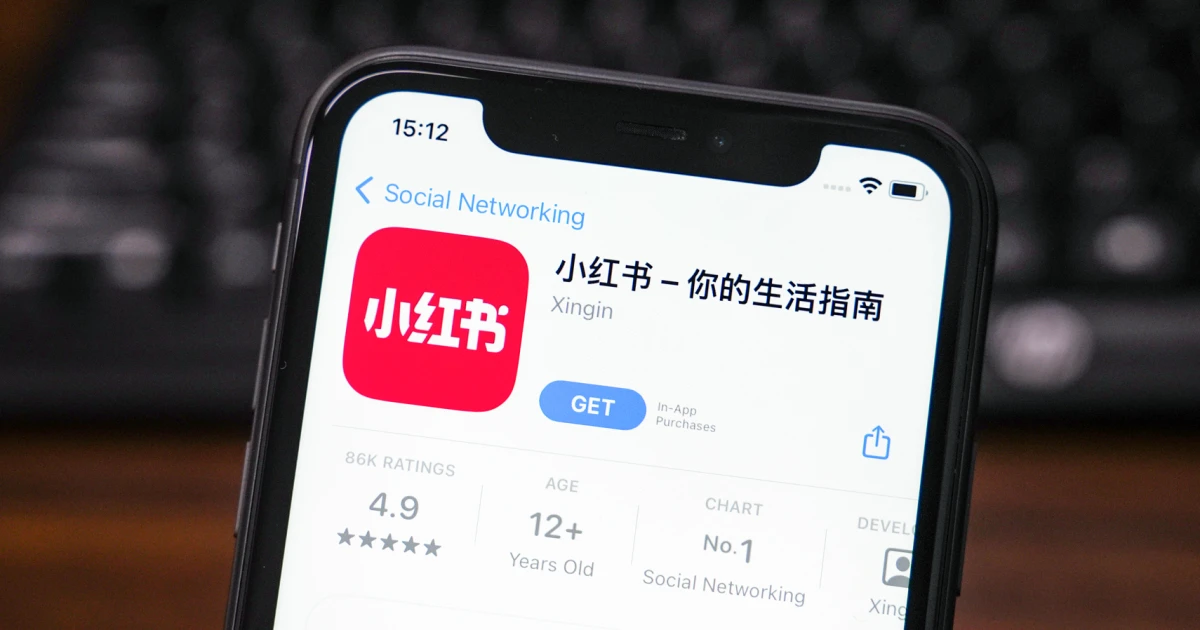 15:12
Social Networking
小红书
小红书 – 你的生活指南
Xingin
GET
In-App
Purchases
86K RATINGS
4.9
★★★★★
AGE
12+
Years Old
CHART
No.1
Social Networking
DEVELO
Xing